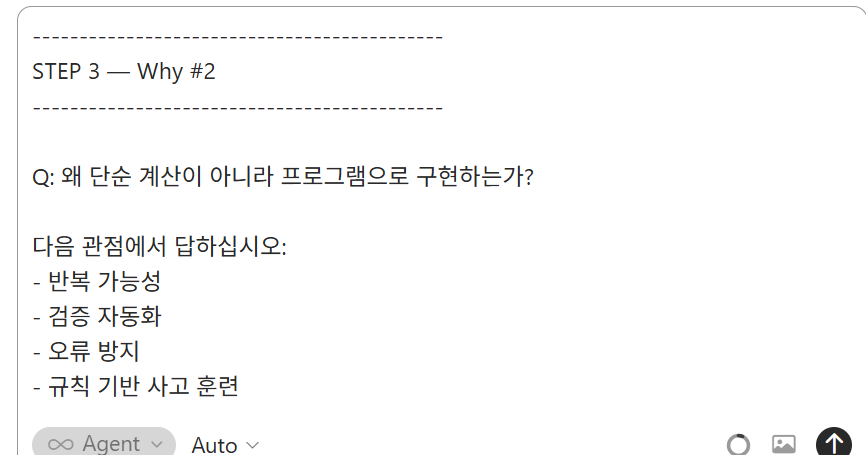 -------------------------------------------
STEP 3 — Why #2
-------------------------------------------
Q: 왜 단순 계산이 아니라 프로그램으로 구현하는가?
다음 관점에서 답하십시오:
- 반복 가능성
- 검증 자동화
- 오류 방지
- 규칙 기반 사고 훈련
Agent Auto